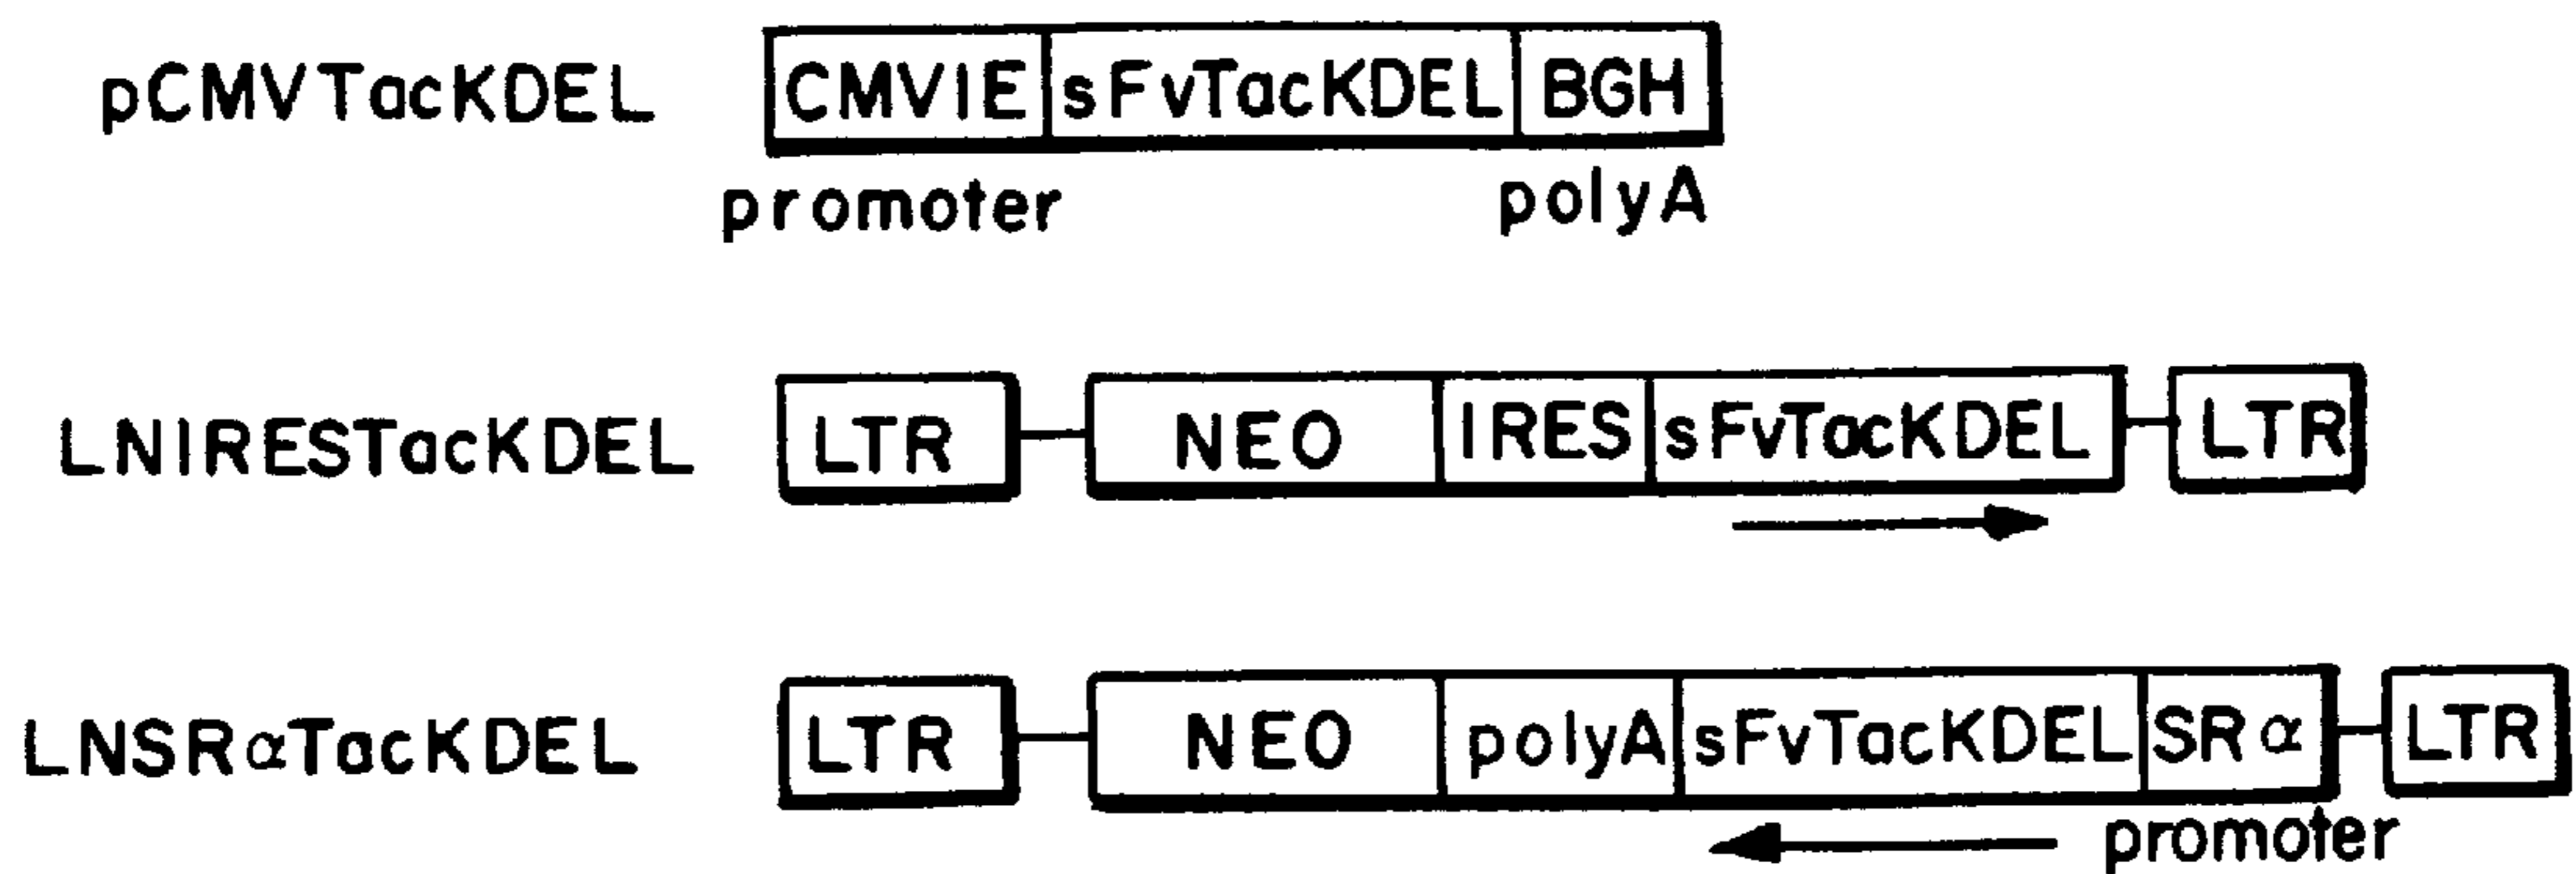 pCMVTacKDEL CMVIE sFvTacKDEL BGH
promoter polyA
LNIRESTacKDEL LTR NEO IRES sFvTacKDEL LTR
LNSRαTacKDEL LTR NEO polyA sFvTacKDEL SRα LTR
promoter